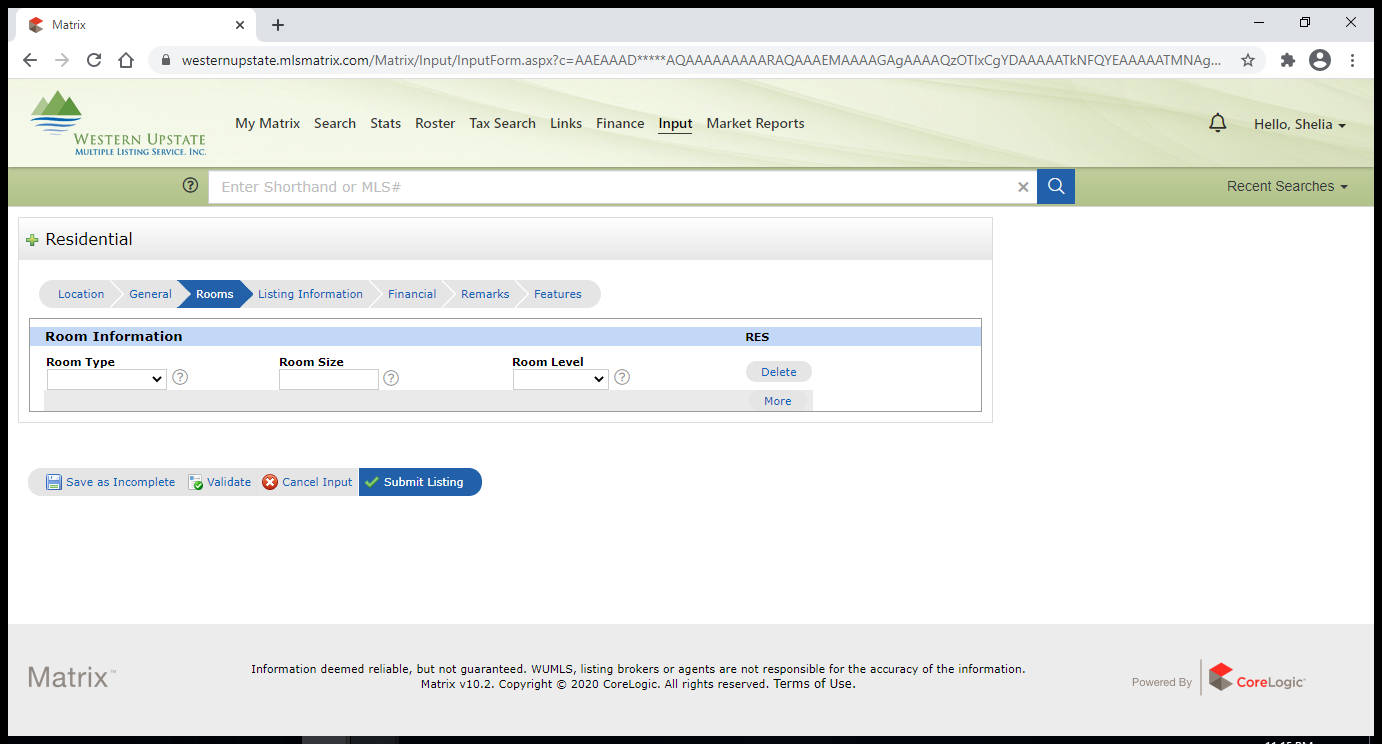 Matrix
westernupstate.mlsmatrix.com/Matrix/Input/InputForm.aspx?c=AAEAAAD*****AQAAAAAAAAARAQAAAEMAAAAGAgAAAAQzOTIxCgYDAAAAATkNFQYEAAAAATMNAg...
WESTERN UPSTATE
MULTIPLE LISTING SERVICE, INC.
My Matrix Search Stats Roster Tax Search Links Finance Input Market Reports
Hello, Shelia
Enter Shorthand or MLS#
Recent Searches
Residential
Location General Rooms Listing Information Financial Remarks Features
Room Information RES
Room Type Room Size Room Level
Delete
More
Save as Incomplete Validate Cancel Input Submit Listing
Matrix™
Information deemed reliable, but not guaranteed. WUMLS, listing brokers or agents are not responsible for the accuracy of the information.
Matrix v10.2. Copyright © 2020 CoreLogic. All rights reserved. Terms of Use.
Powered By CoreLogic